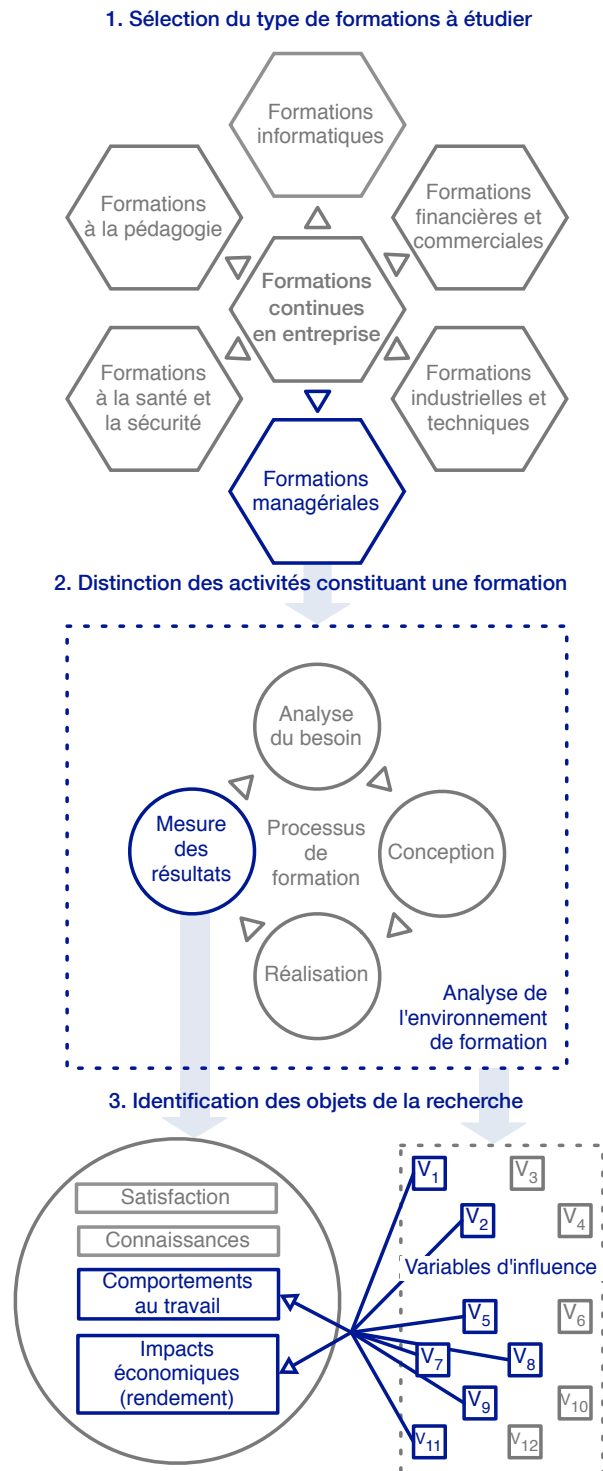 1. Sélection du type de formations à étudier
Formations
informatiques
Formations
à la pédagogie
Formations
financières et
commerciales
Formations
continues
en entreprise
Formations
à la santé et
la sécurité
Formations
industrielles et
techniques
Formations
managériales
2. Distinction des activités constituant une formation
Analyse
du besoin
Mesure
des
résultats
Processus
de
formation
Conception
Réalisation
Analyse de
l'environnement
de formation
3. Identification des objets de la recherche
Satisfaction
Connaissances
Comportements
au travail
Impacts
économiques
(rendement)
V1
V3
V2
V4
Variables d'influence
V5
V6
V7
V8
V9
V10
V11
V12